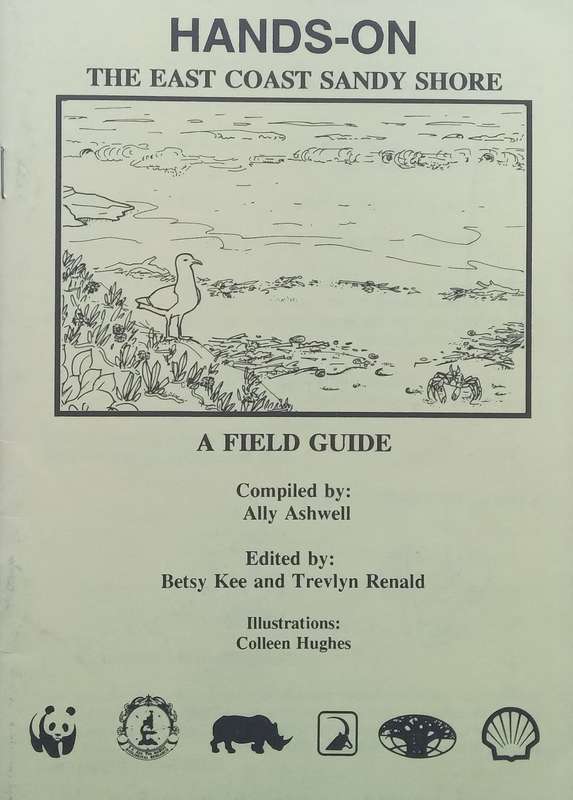 HANDS-ON
THE EAST COAST SANDY SHORE
A FIELD GUIDE
Compiled by:
Ally Ashwell
Edited by:
Betsy Kee and Trevlyn Renald
Illustrations:
Colleen Hughes